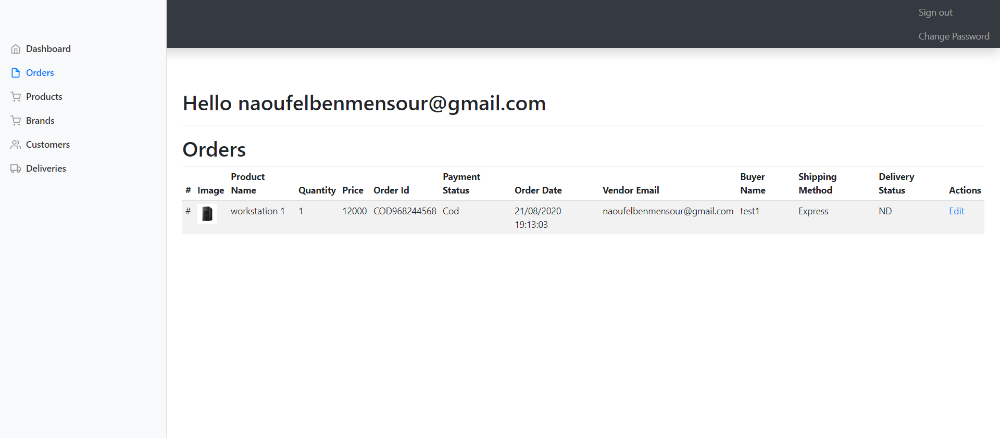 Sign out
Change Password
Dashboard
Orders
Products
Brands
Customers
Deliveries
Hello naoufelbenmensour@gmail.com
Orders
# Image Product Name Quantity Price Order Id Payment Status Order Date Vendor Email Buyer Name Shipping Method Delivery Status Actions
# workstation 1 1 12000 COD968244568 Cod 21/08/2020 19:13:03 naoufelbenmensour@gmail.com test1 Express ND Edit